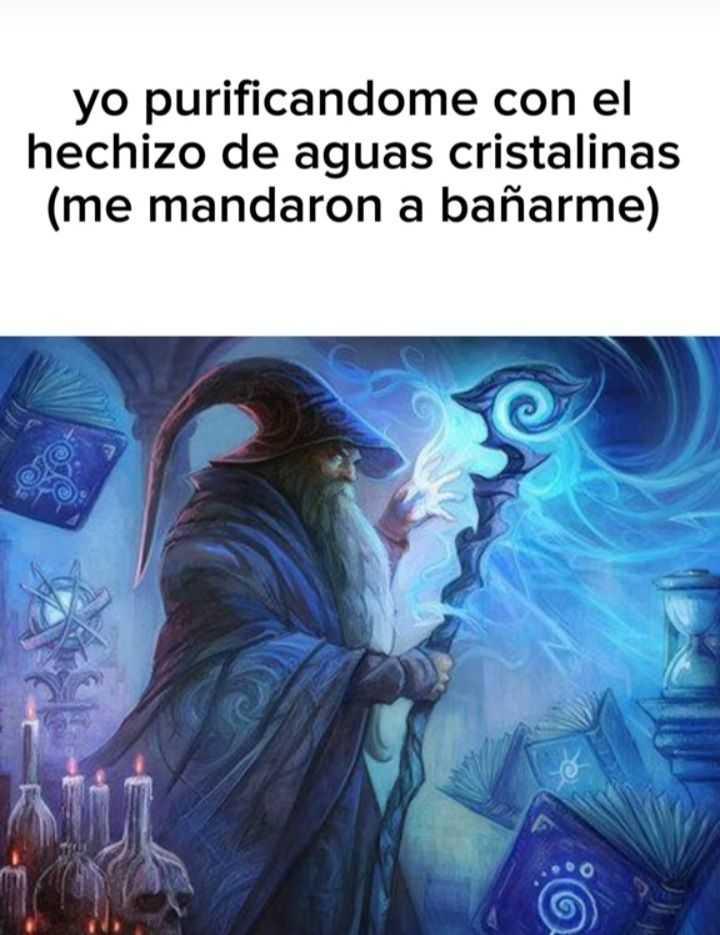 yo purificandome con el
hechizo de aguas cristalinas
(me mandaron a bañarme)